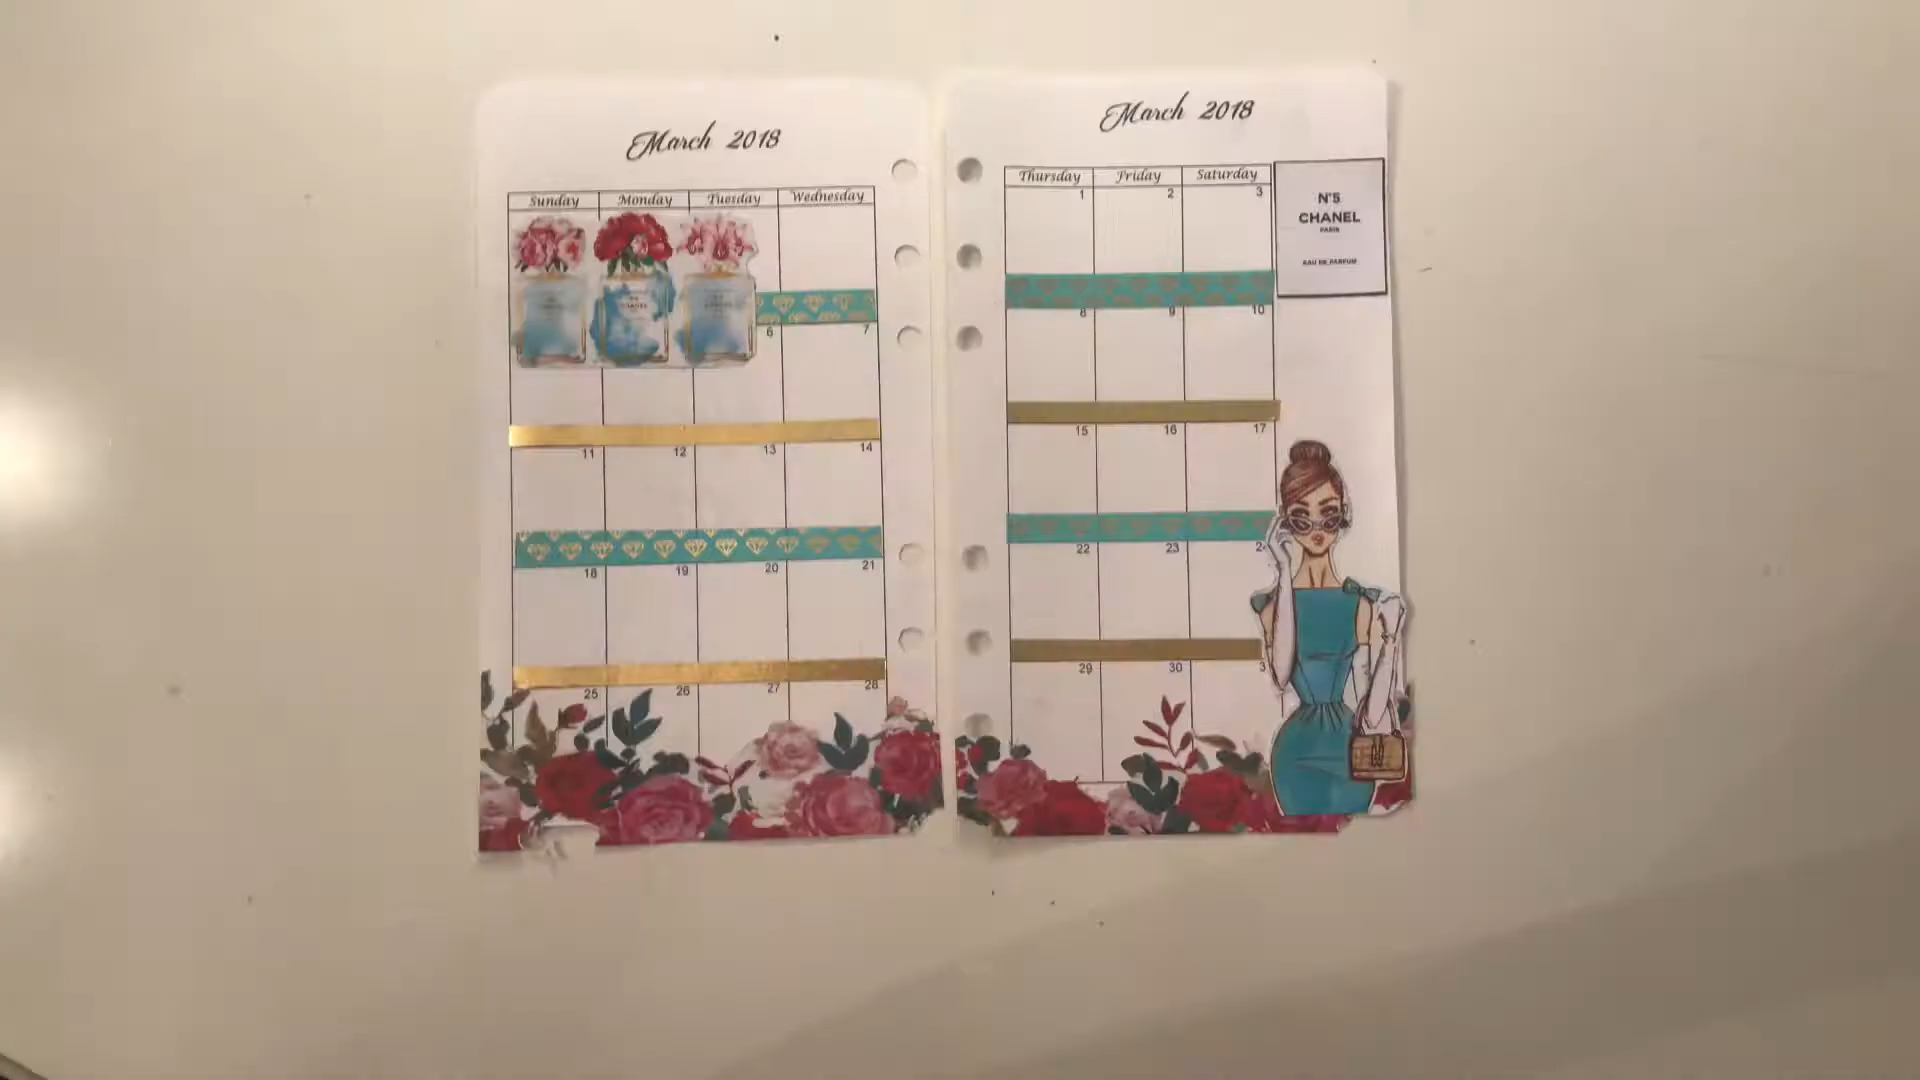 March 2018
Sunday Monday Tuesday Wednesday
6 7
11 12 13 14
18 19 20 21
25 26 27 28
March 2018
Thursday Friday Saturday
1 2 3
8 9 10
15 16 17
22 23
29 30
N°5
CHANEL
PARIS
EAU DE PARFUM